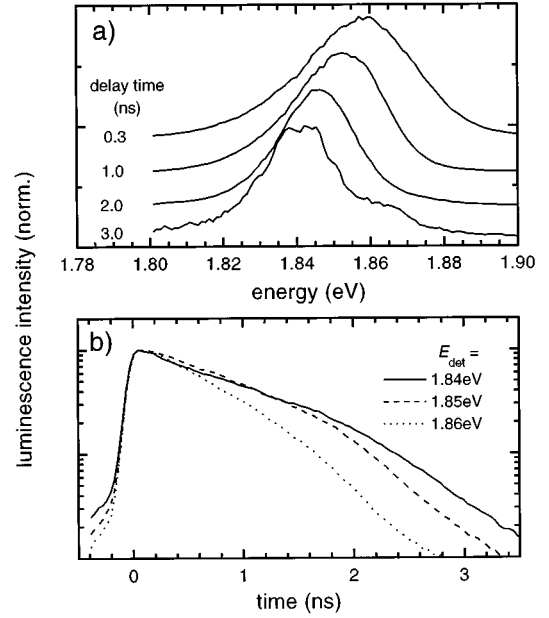 a)
delay time
(ns)
0.3
1.0
2.0
3.0
1.78 1.80 1.82 1.84 1.86 1.88 1.90
energy (eV)
luminescence intensity (norm.)
b)
E_det =
1.84eV
1.85eV
1.86eV
0 1 2 3
time (ns)